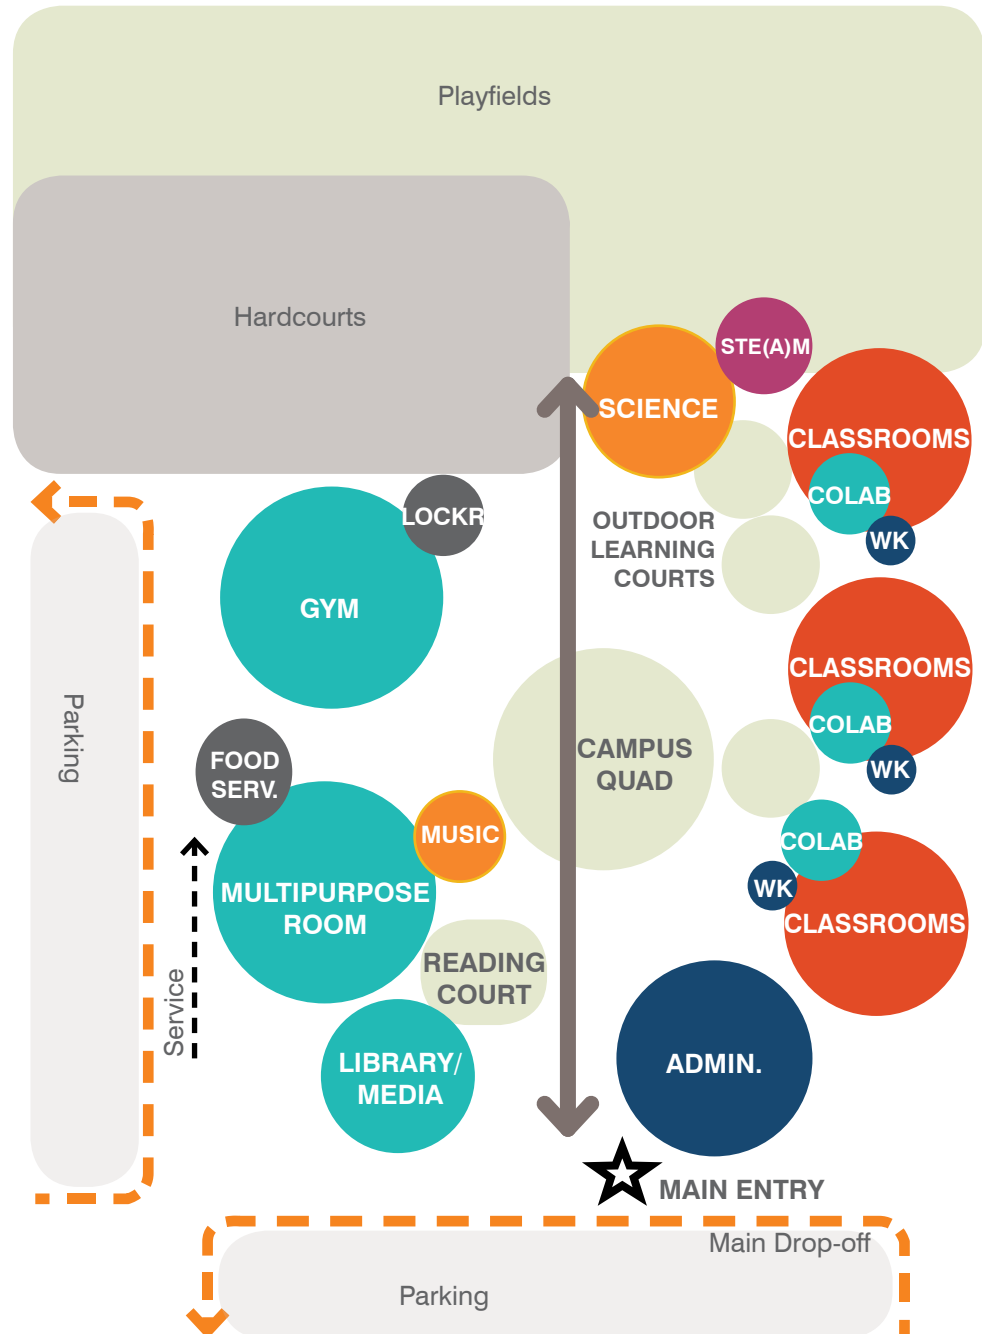 Playfields
Hardcourts
STE(A)M
SCIENCE
CLASSROOMS
COLAB
WK
LOCKR
OUTDOOR
LEARNING
COURTS
GYM
CLASSROOMS
COLAB
WK
Parking
FOOD
SERV.
CAMPUS
QUAD
MUSIC
COLAB
WK
CLASSROOMS
MULTIPURPOSE
ROOM
READING
COURT
Service
LIBRARY/
MEDIA
ADMIN.
MAIN ENTRY
Main Drop-off
Parking